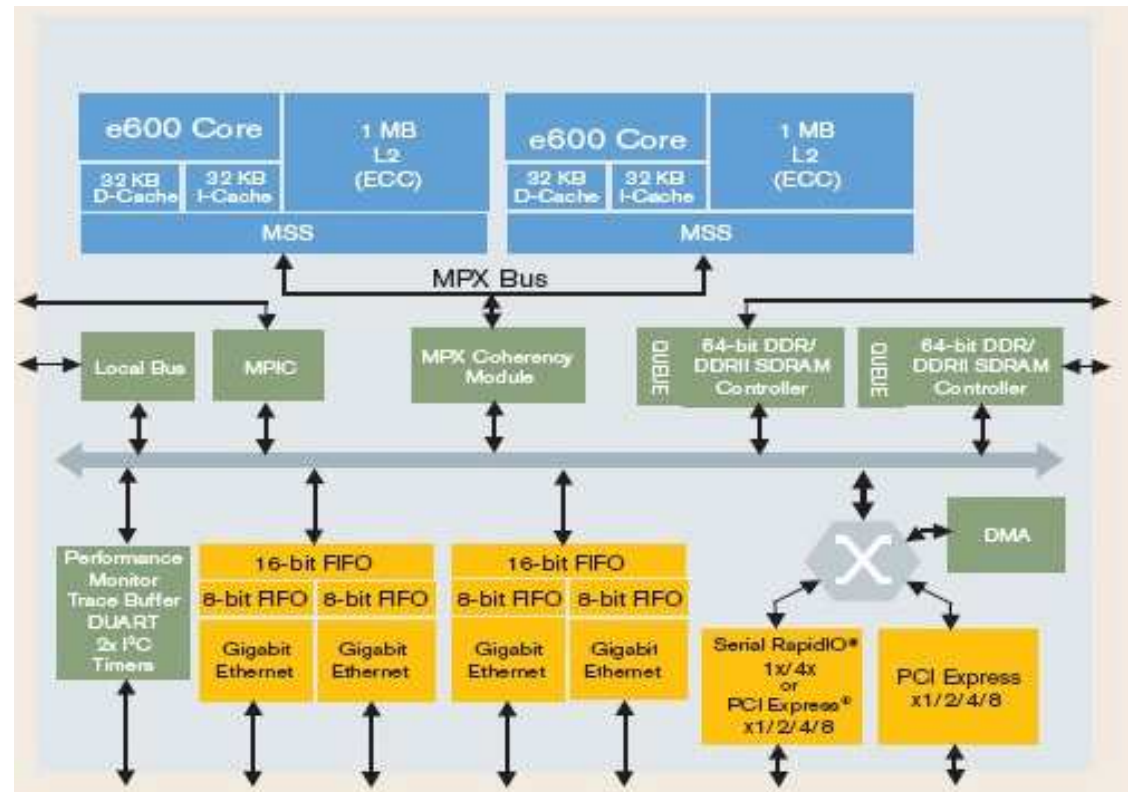 e600 Core
32 KB
D-Cache
32 KB
I-Cache
1 MB
L2
(ECC)
MSS
e600 Core
32 KB
D-Cache
32 KB
I-Cache
1 MB
L2
(ECC)
MSS
MPX Bus
Local Bus
MPIC
MPX Coherency
Module
QUEUE
64-bit DDR/
DDRII SDRAM
Controller
QUEUE
64-bit DDR/
DDRII SDRAM
Controller
Performance
Monitor
Trace Buffer
DUART
2x I²C
Timers
16-bit FIFO
8-bit FIFO
8-bit FIFO
Gigabit
Ethernet
Gigabit
Ethernet
16-bit FIFO
8-bit FIFO
8-bit FIFO
Gigabit
Ethernet
Gigabit
Ethernet
DMA
Serial RapidIO®
1x/4x
or
PCI Express®
x1/2/4/8
PCI Express
x1/2/4/8